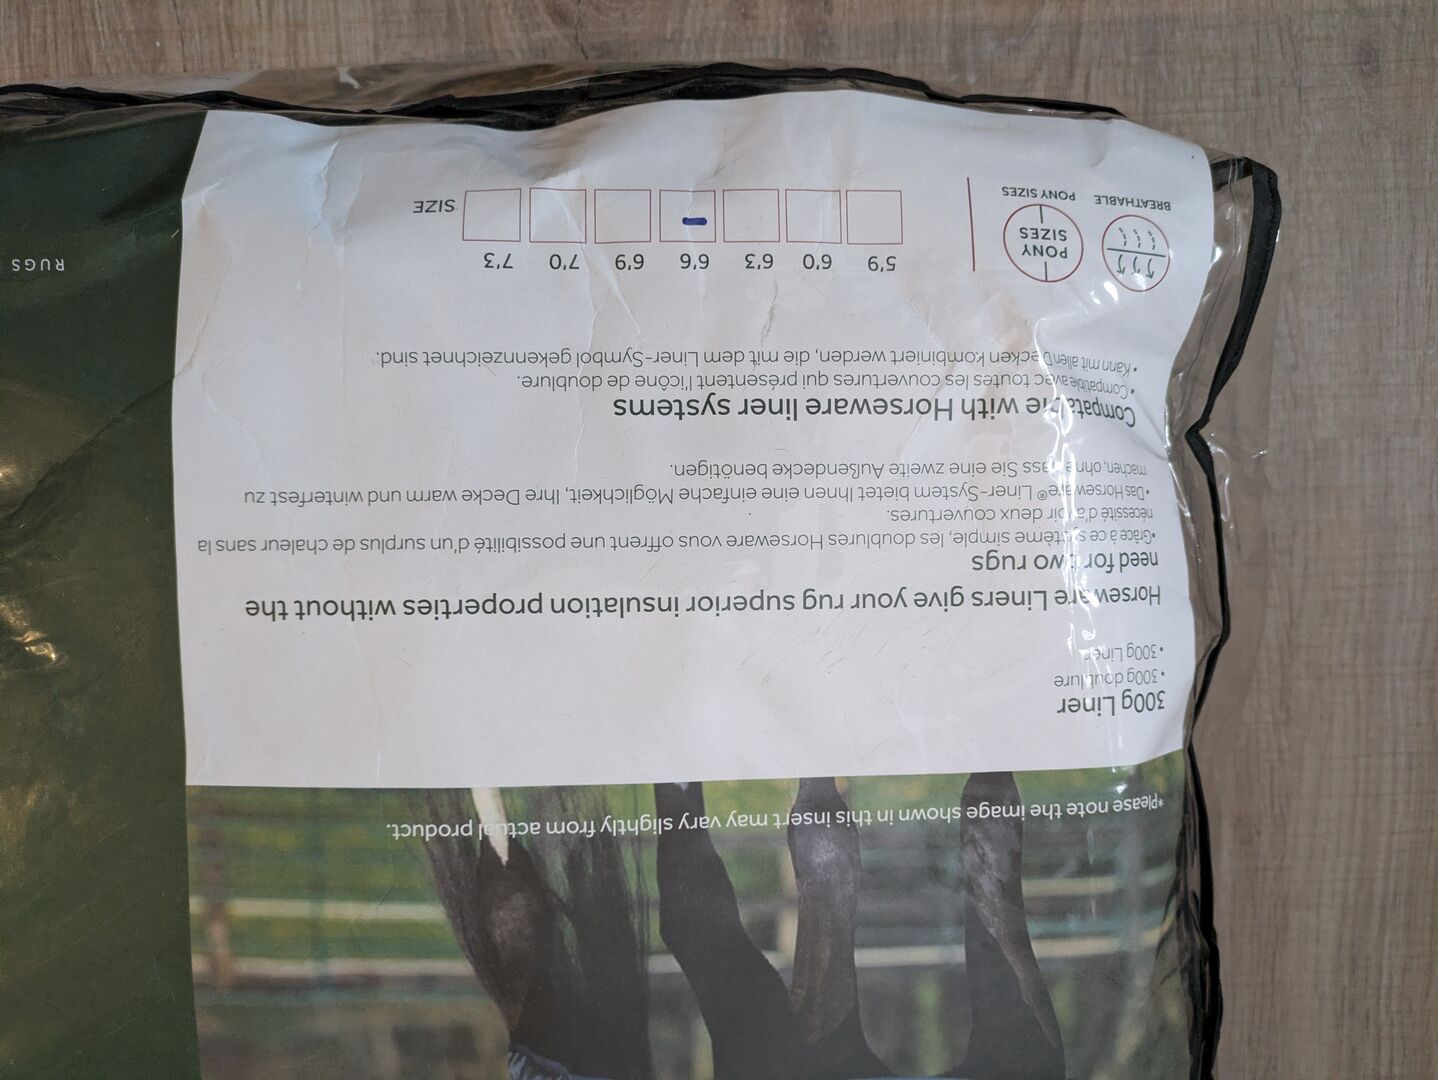 *Please note the image shown in this insert may vary slightly from actual product.
300g Liner
• 300g doublure
• 300g Liner
Horseware Liners give your rug superior insulation properties without the
need for two rugs
•Grâce à ce systéme simple, les doublures Horseware vous offrent une possibilité d'un surplus de chaleur sans la
nécessité d'avoir deux couvertures.
•Das Horseware® Liner-System bietet Ihnen eine einfache Möglichkeit, Ihre Decke warm und winterfest zu
machen, ohne dass Sie eine zweite Außendecke benötigen.
Compatable with Horseware liner systems
• Compatible avec toutes les couvertures qui présentent l'icône de doublure.
• Kann mit allen Decken kombiniert werden, die mit dem Liner-Symbol gekennzeichnet sind.
PONY
SIZES
BREATHABLE PONY SIZES
5'9 6'0 6'3 6'6 6'9 7'0 7'3
SIZE
RUGS